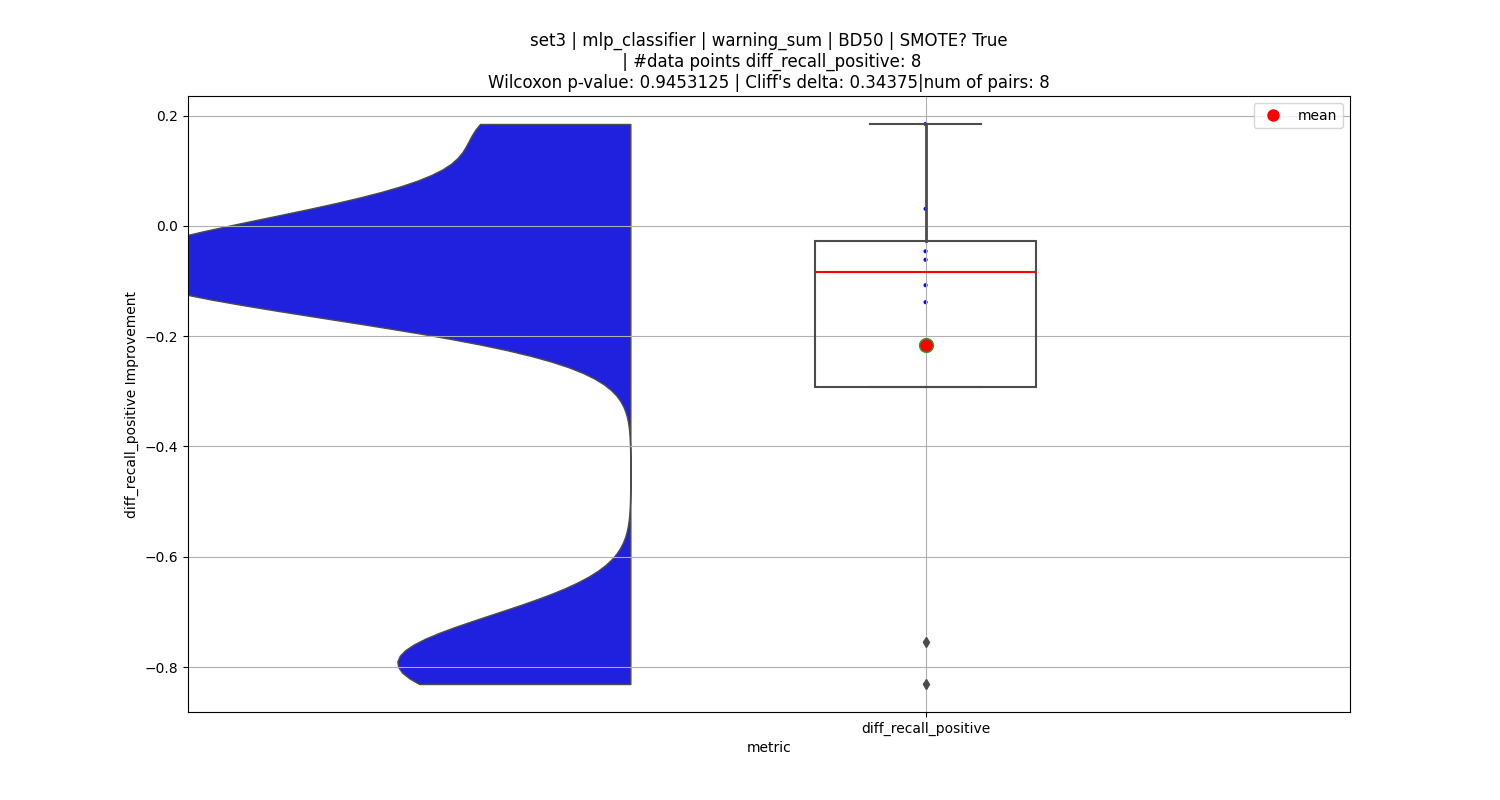 set3 | mlp_classifier | warning_sum | BD50 | SMOTE? True
| #data points diff_recall_positive: 8
Wilcoxon p-value: 0.9453125 | Cliff's delta: 0.34375|num of pairs: 8
mean
0.2
0.0
−0.2
−0.4
−0.6
−0.8
diff_recall_positive Improvement
diff_recall_positive
metric